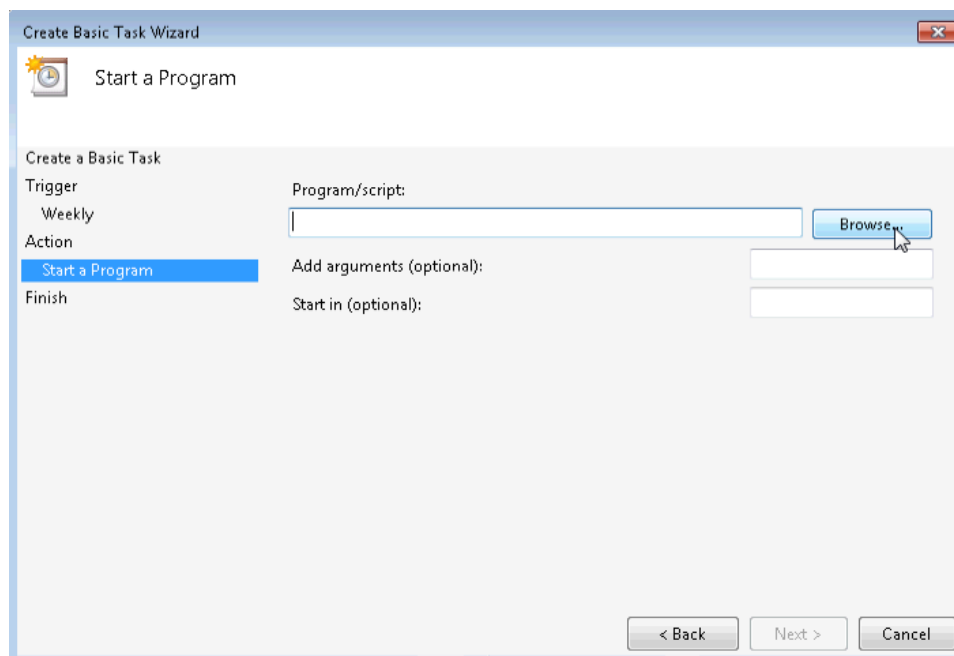 Create Basic Task Wizard
Start a Program
Create a Basic Task
Trigger
Weekly
Action
Start a Program
Finish
Program/script:
Browse...
Add arguments (optional):
Start in (optional):
< Back
Next >
Cancel